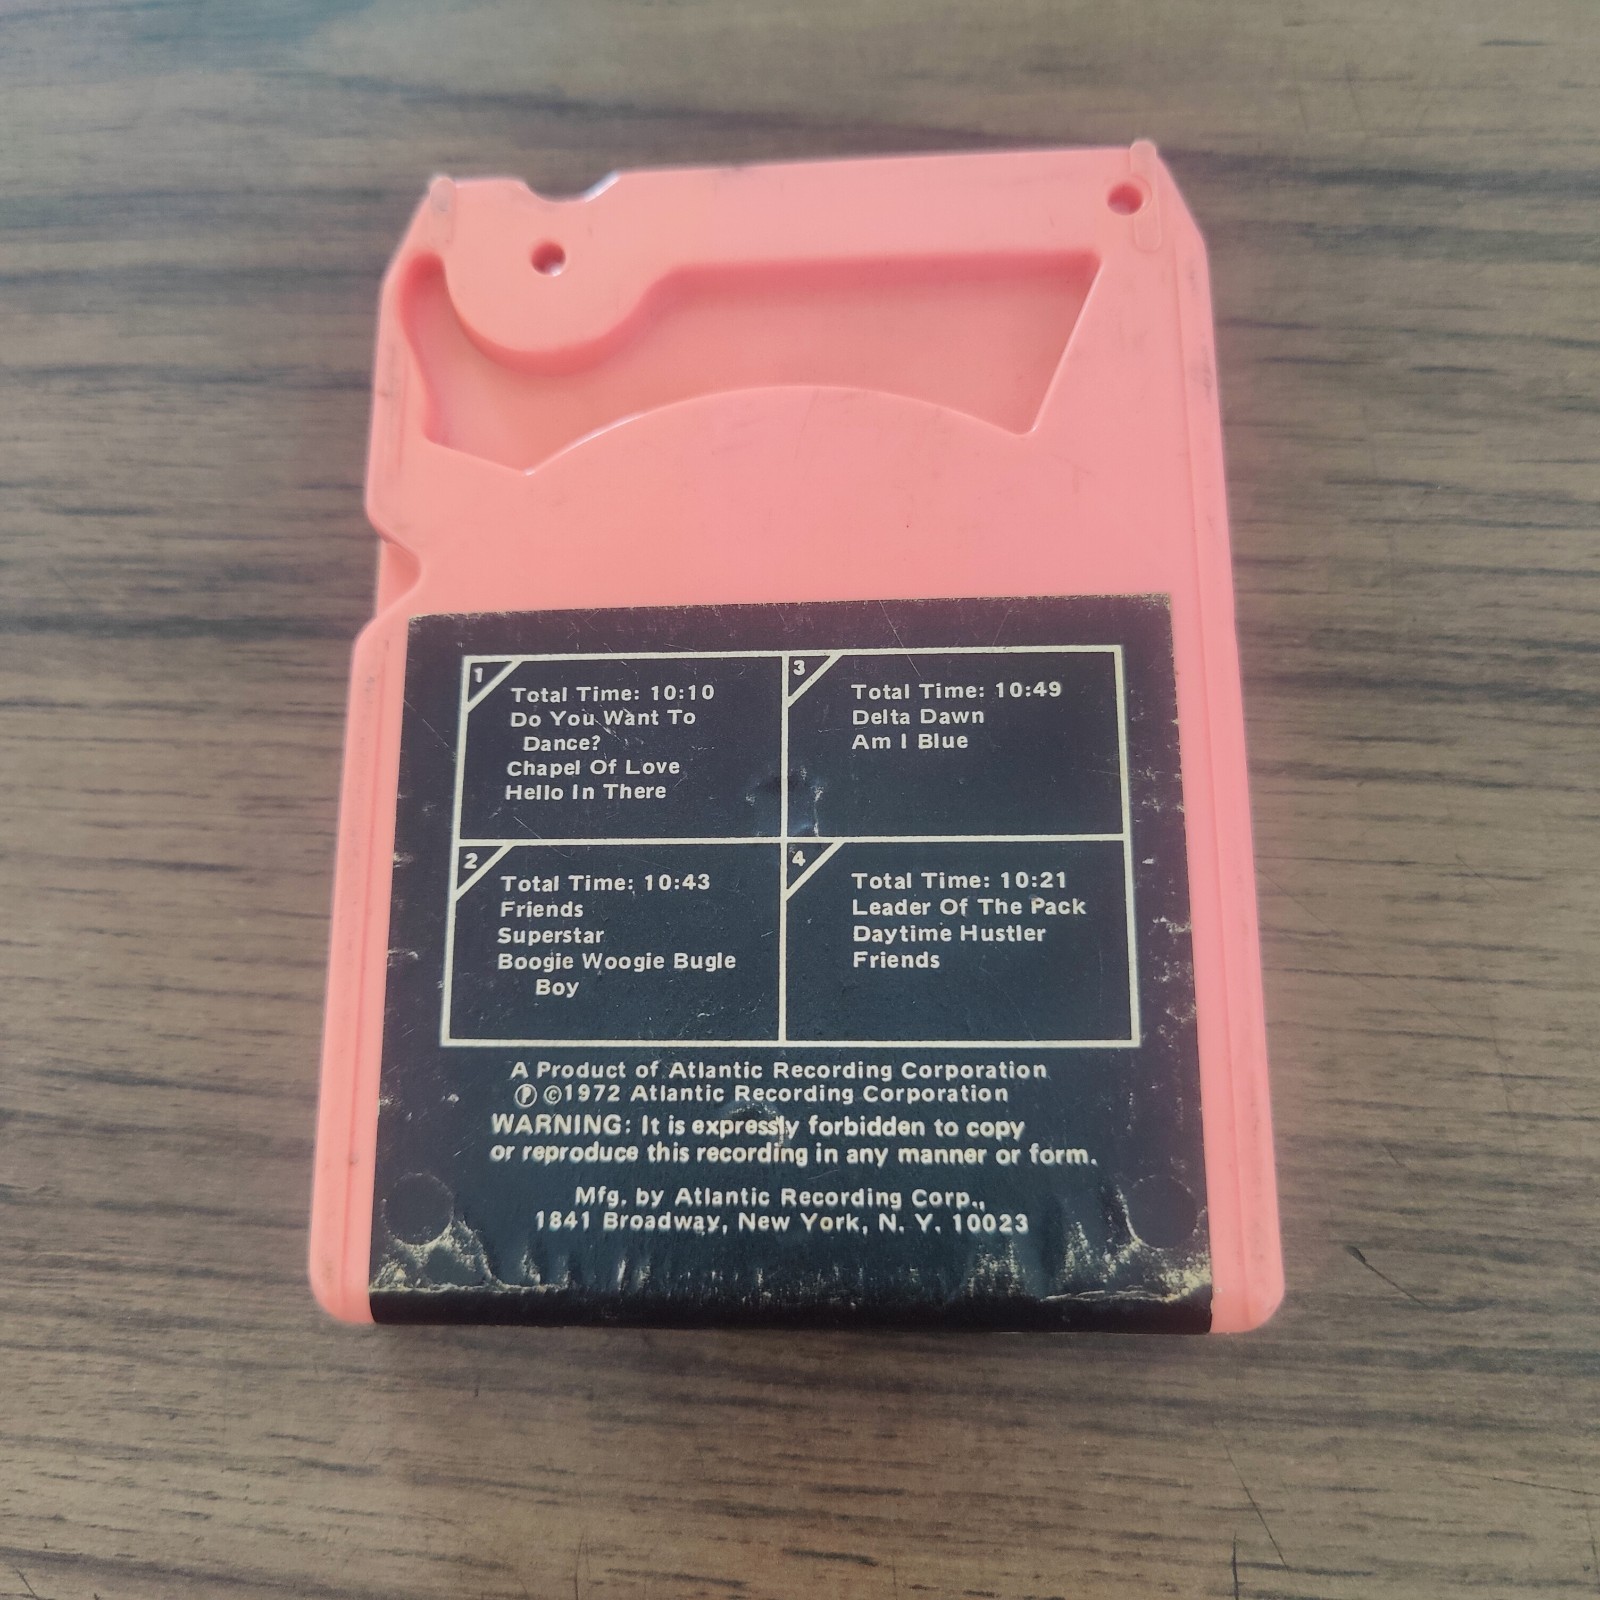 1
Total Time: 10:10
Do You Want To
Dance?
Chapel Of Love
Hello In There
2
Total Time: 10:43
Friends
Superstar
Boogie Woogie Bugle
Boy
3
Total Time: 10:49
Delta Dawn
Am I Blue
4
Total Time: 10:21
Leader Of The Pack
Daytime Hustler
Friends
A Product of Atlantic Recording Corporation
℗ ©1972 Atlantic Recording Corporation
WARNING: It is expressly forbidden to copy
or reproduce this recording in any manner or form.
Mfg. by Atlantic Recording Corp.,
1841 Broadway, New York, N. Y. 10023